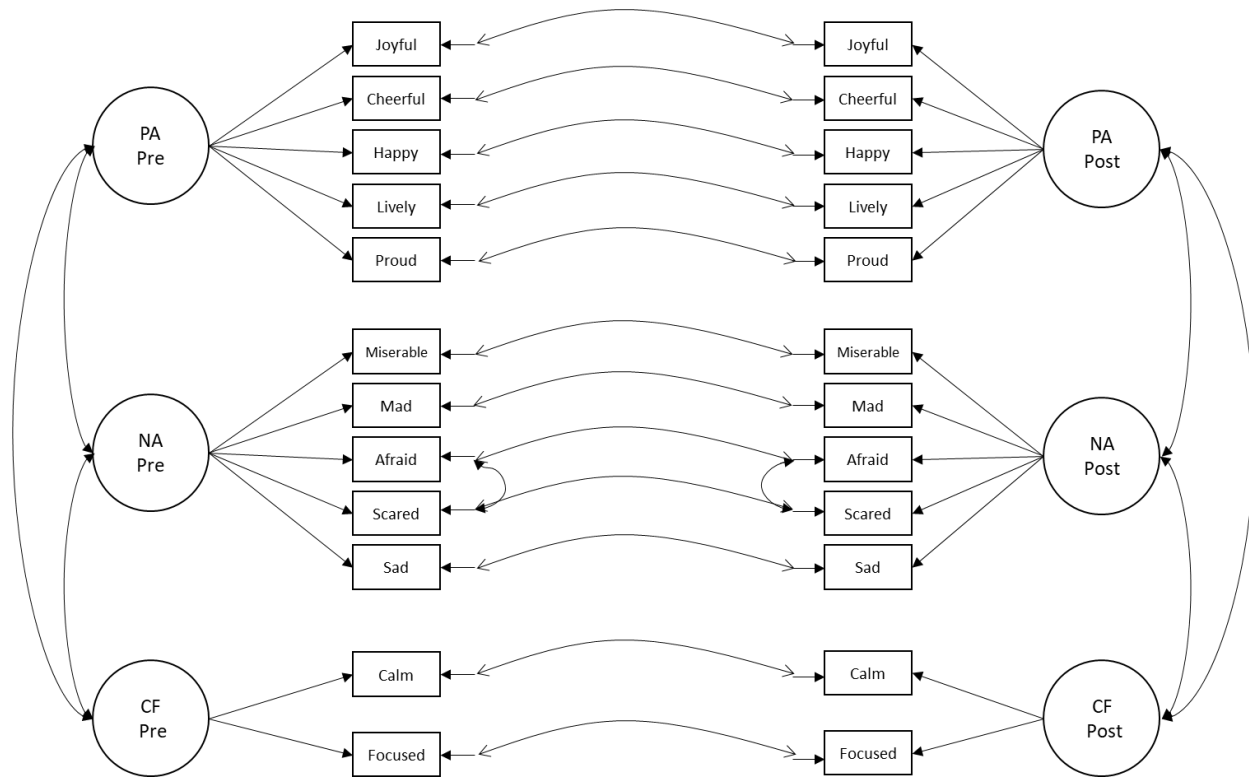 Joyful
Joyful
Cheerful
Cheerful
PA
Pre
Happy
Happy
PA
Post
Lively
Lively
Proud
Proud
Miserable
Miserable
Mad
Mad
NA
Pre
Afraid
Afraid
NA
Post
Scared
Scared
Sad
Sad
Calm
Calm
CF
Pre
CF
Post
Focused
Focused